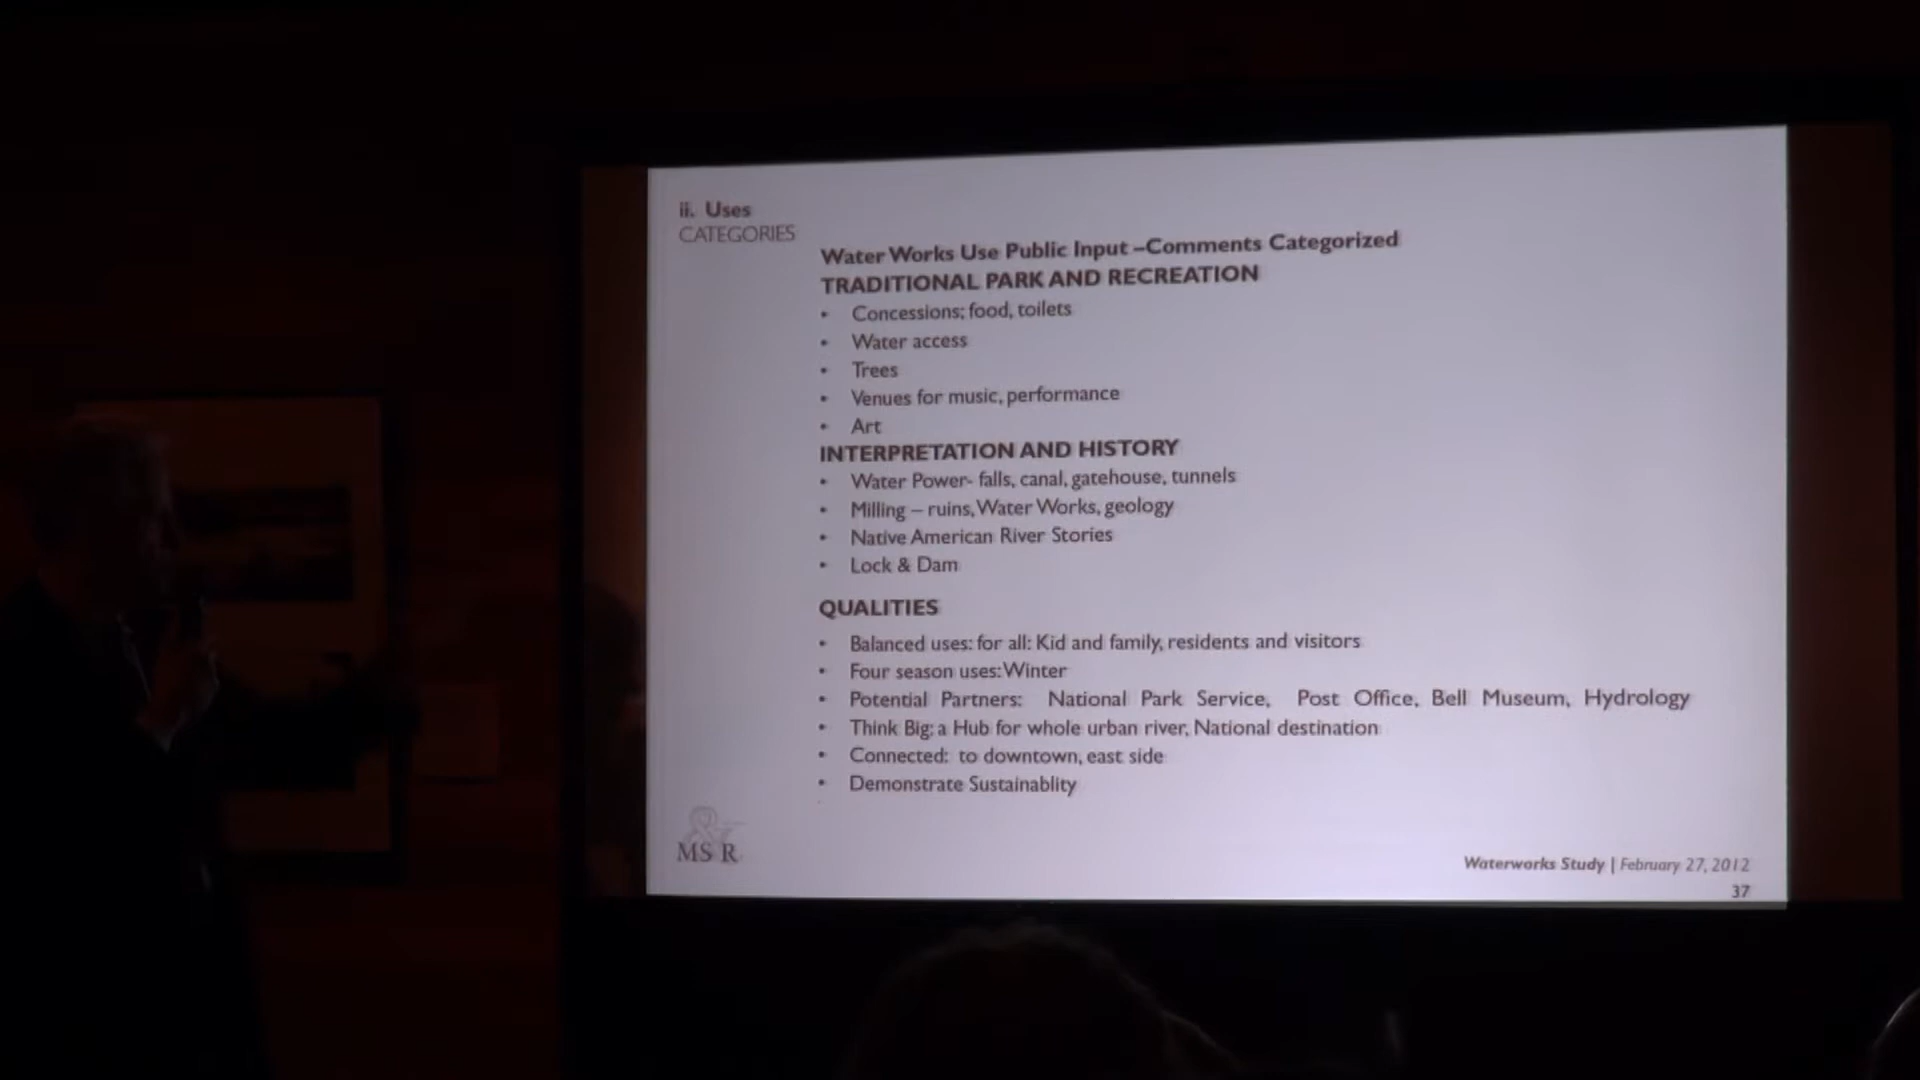 ii. Uses
CATEGORIES
Water Works Use Public Input –Comments Categorized
TRADITIONAL PARK AND RECREATION
• Concessions; food, toilets
• Water access
• Trees
• Venues for music, performance
• Art
INTERPRETATION AND HISTORY
• Water Power- falls, canal, gatehouse, tunnels
• Milling – ruins, Water Works, geology
• Native American River Stories
• Lock & Dam
QUALITIES
• Balanced uses: for all: Kid and family, residents and visitors
• Four season uses: Winter
• Potential Partners: National Park Service, Post Office, Bell Museum, Hydrology
• Think Big: a Hub for whole urban river, National destination
• Connected: to downtown, east side
• Demonstrate Sustainablity
&
MS R
Waterworks Study | February 27, 2012
37